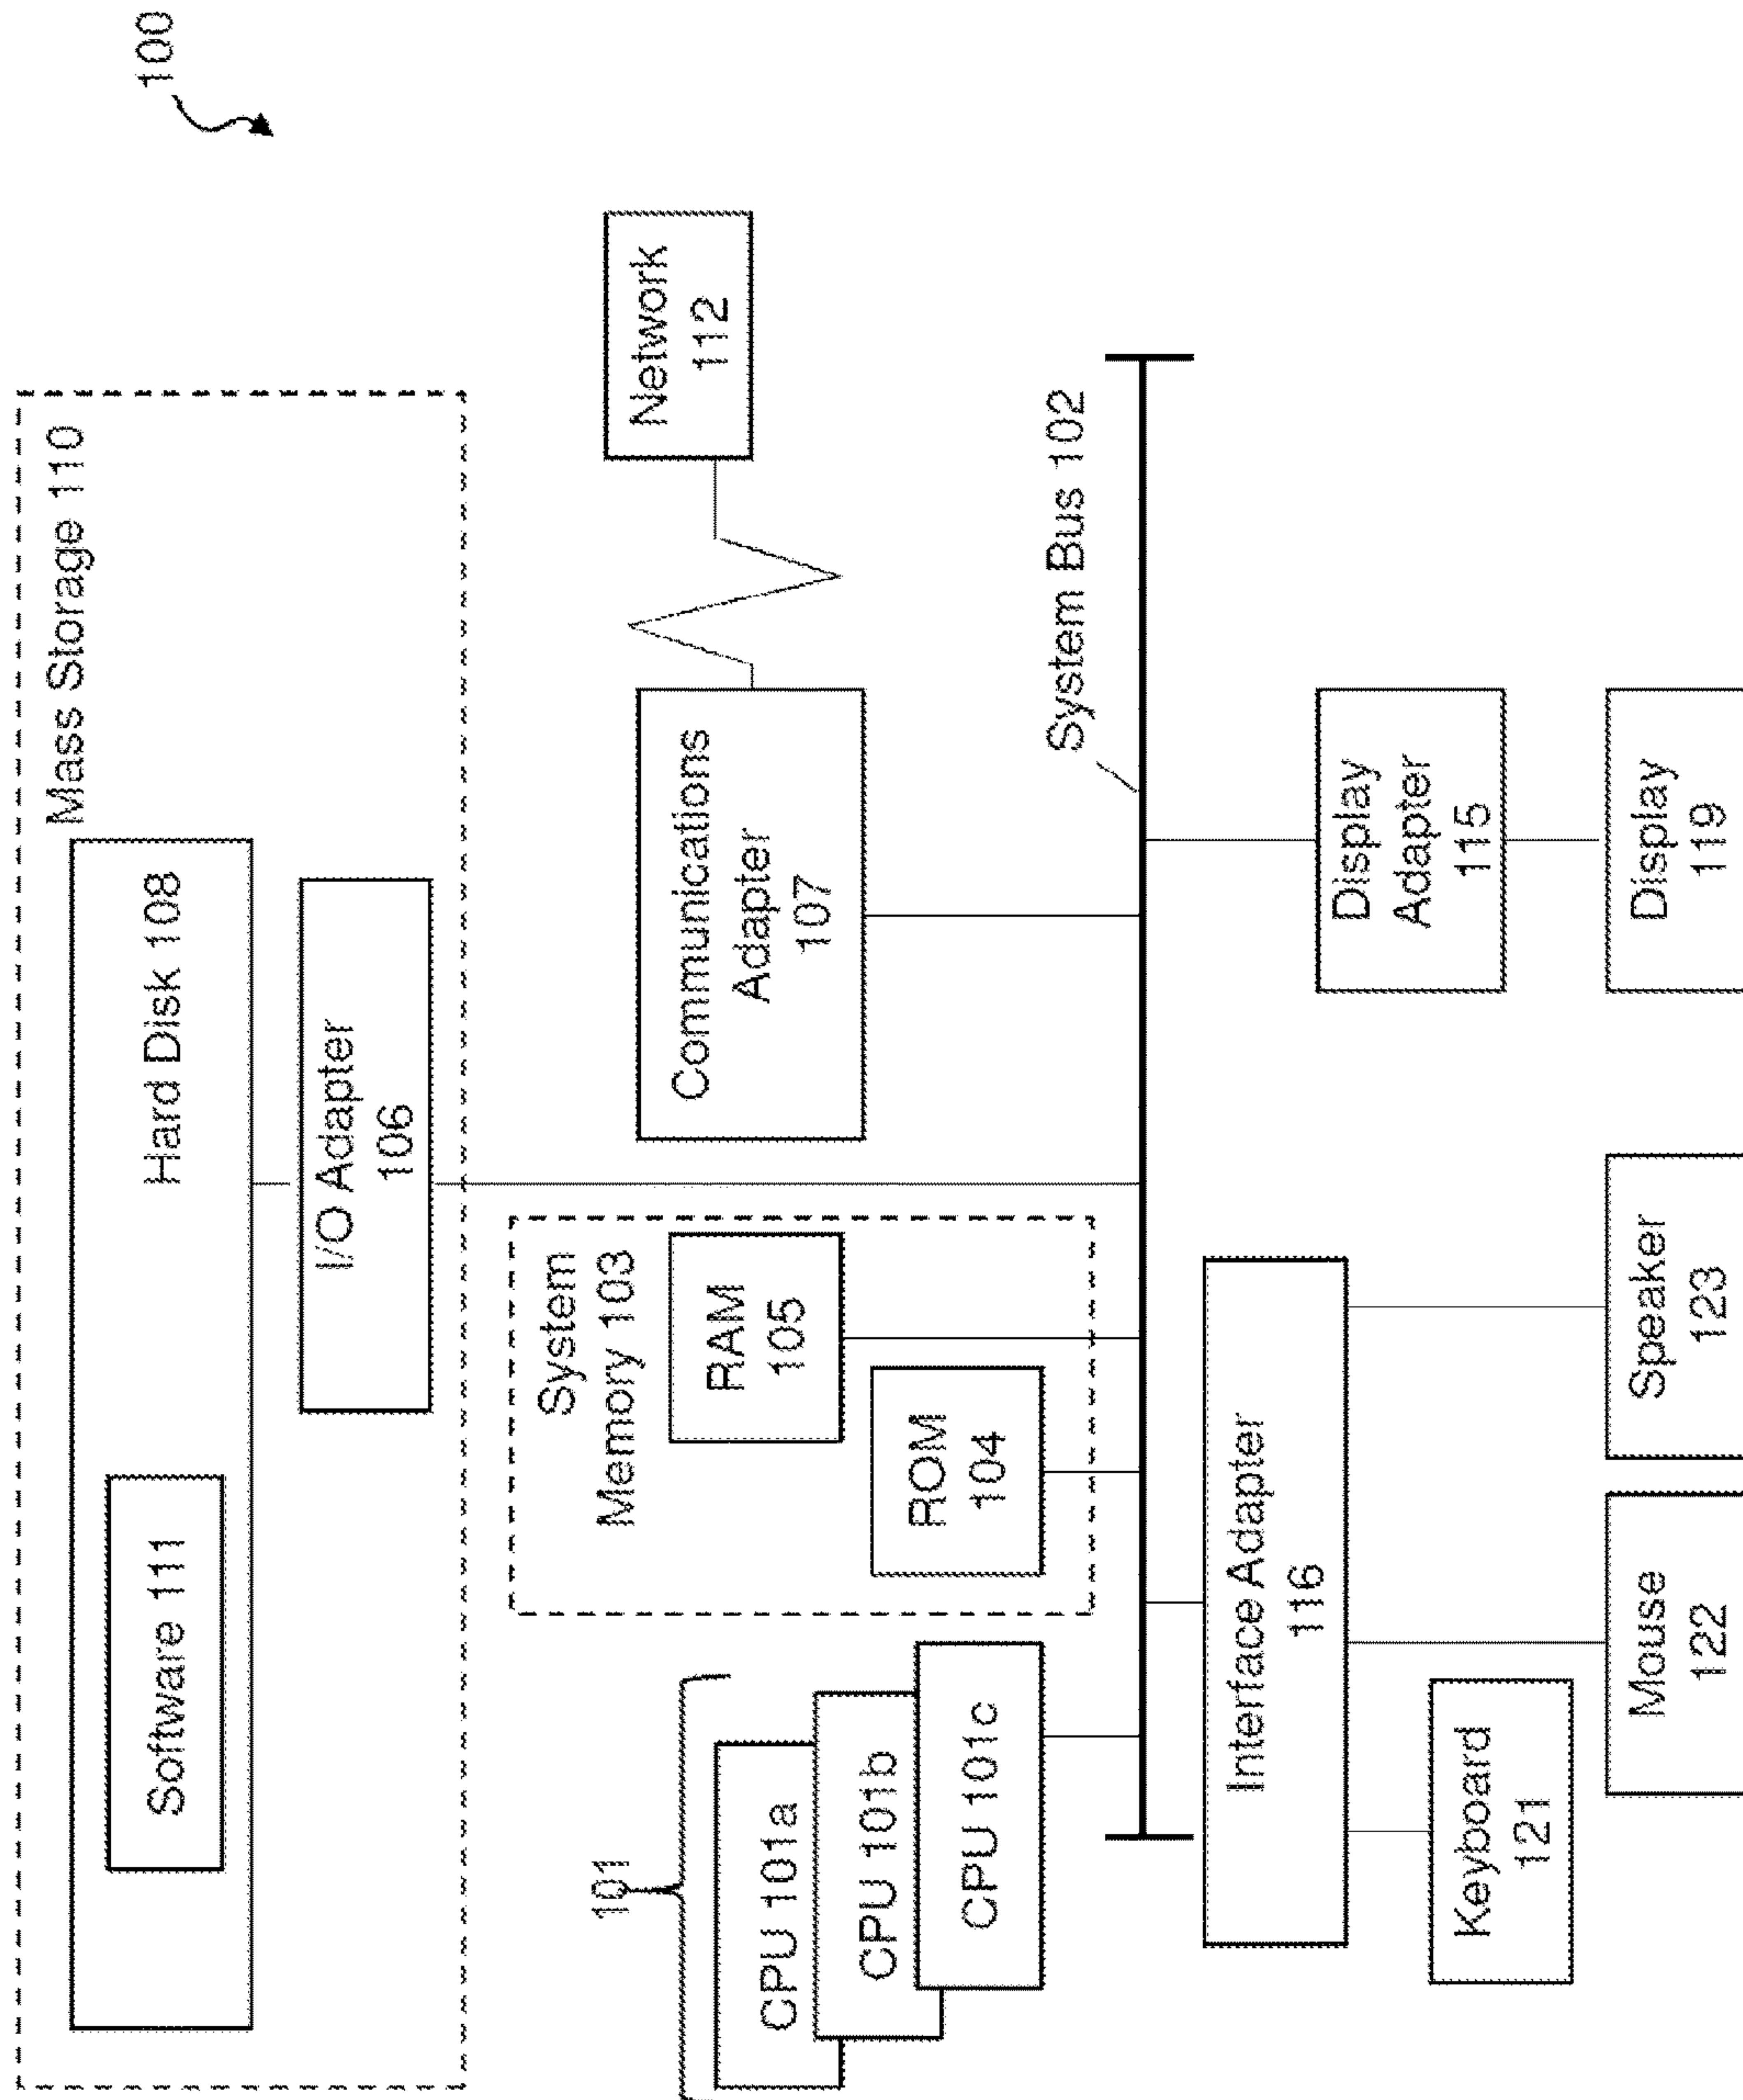 100
Mass Storage 110
Software 111
Hard Disk 108
I/O Adapter
106
101
CPU 101a
CPU 101b
CPU 101c
System
Memory 103
RAM
105
ROM
104
Communications
Adapter
107
Network
112
System Bus 102
Interface Adapter
116
Display
Adapter
115
Keyboard
121
Mouse
122
Speaker
123
Display
119